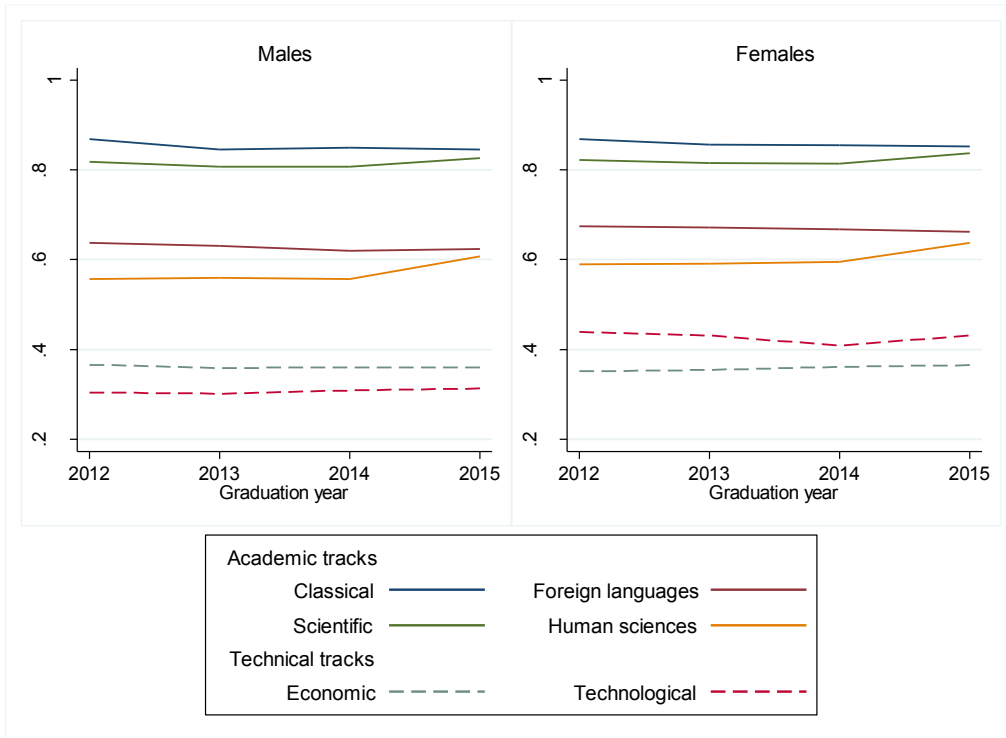 Males
1
.8
.6
.4
.2
2012 2013 2014 2015
Graduation year
Females
1
.8
.6
.4
.2
2012 2013 2014 2015
Graduation year
Academic tracks
Classical Foreign languages
Scientific Human sciences
Technical tracks
Economic Technological